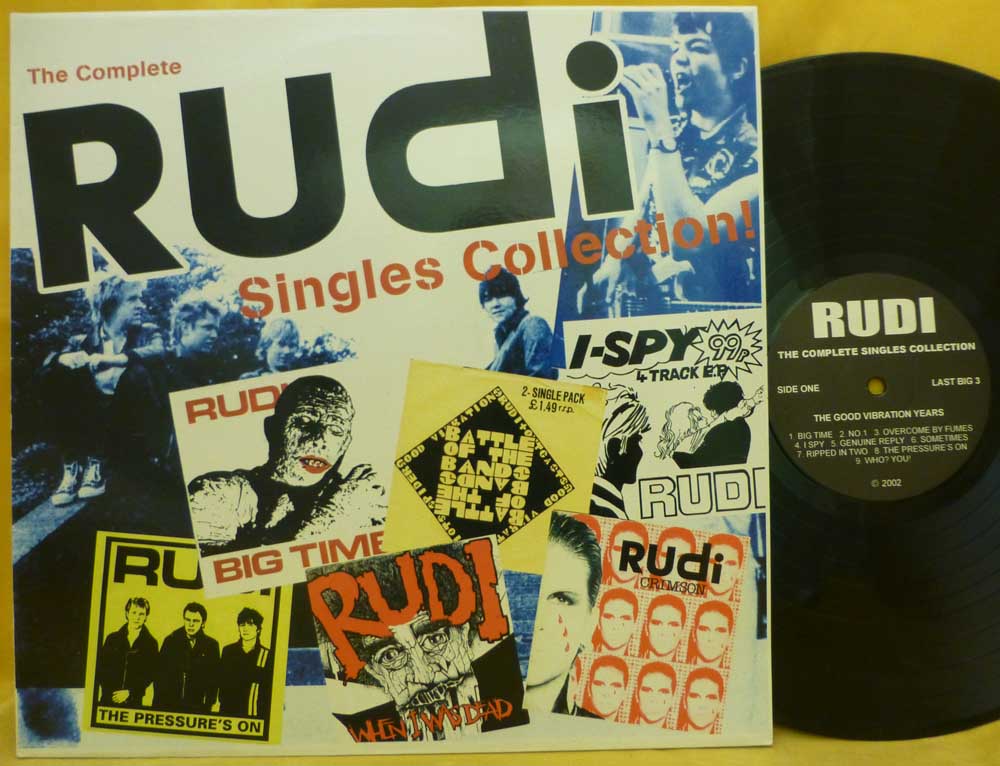 The Complete
RUDI
Singles Collection!
I-SPY
99p
4 TRACK E.P.
RUDI
RUDI
BIG TIME
2-SINGLE PACK
£1.49 r.r.p.
BATTLE
OF THE
BANDS
RUDI
THE PRESSURE'S ON
RUDI
WHEN I WAS DEAD
RUDI
CRIMSON
RUDI
THE COMPLETE SINGLES COLLECTION
SIDE ONE
LAST BIG 3
THE GOOD VIBRATION YEARS
1. BIG TIME 2. NO.1 3. OVERCOME BY FUMES
4. I SPY 5. GENUINE REPLY 6. SOMETIMES
7. RIPPED IN TWO 8. THE PRESSURE'S ON
9. WHO? YOU!
© 2002